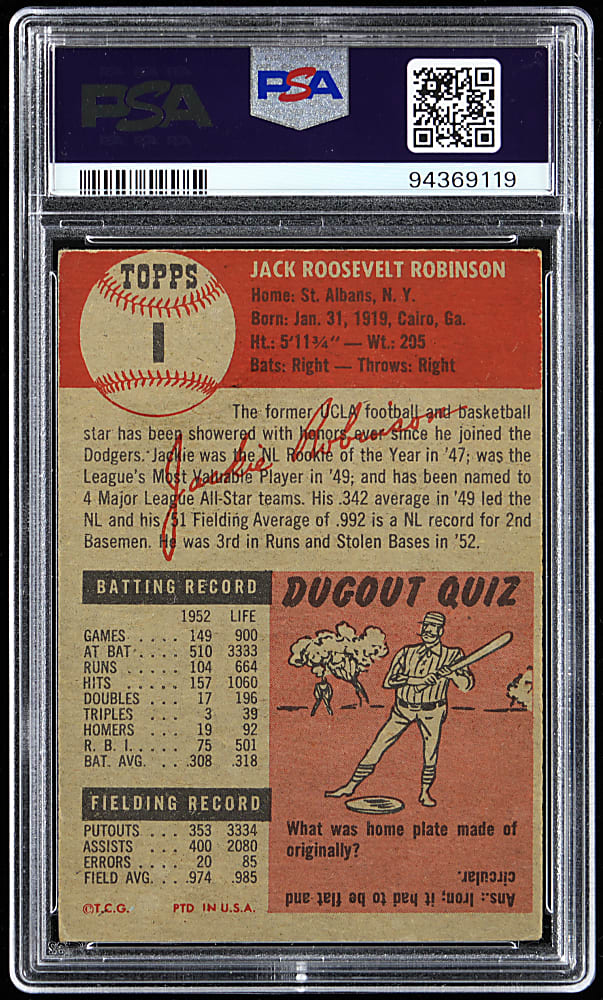 PSA
PSA
94369119
TOPPS
1
JACK ROOSEVELT ROBINSON
Home: St. Albans, N. Y.
Born: Jan. 31, 1919, Cairo, Ga.
Ht.: 5'11¾" — Wt.: 205
Bats: Right — Throws: Right
The former UCLA football and basketball
star has been showered with honors ever since he joined the
Dodgers. Jackie was the NL Rookie of the Year in '47; was the
League's Most Valuable Player in '49; and has been named to
4 Major League All-Star teams. His .342 average in '49 led the
NL and his '51 Fielding Average of .992 is a NL record for 2nd
Basemen. He was 3rd in Runs and Stolen Bases in '52.
Jackie Robinson
BATTING RECORD
1952 LIFE
GAMES .... 149 900
AT BAT .... 510 3333
RUNS .... 104 664
HITS .... 157 1060
DOUBLES ... 17 196
TRIPLES ... 3 39
HOMERS ... 19 92
R. B. I. .... 75 501
BAT. AVG. .. .308 .318
FIELDING RECORD
PUTOUTS ... 353 3334
ASSISTS ... 400 2080
ERRORS ... 20 85
FIELD AVG. .. .974 .985
©T.C.G. PTD IN U.S.A.
DUGOUT QUIZ
What was home plate made of
originally?
Ans.: Iron; it had to be flat and
circular.